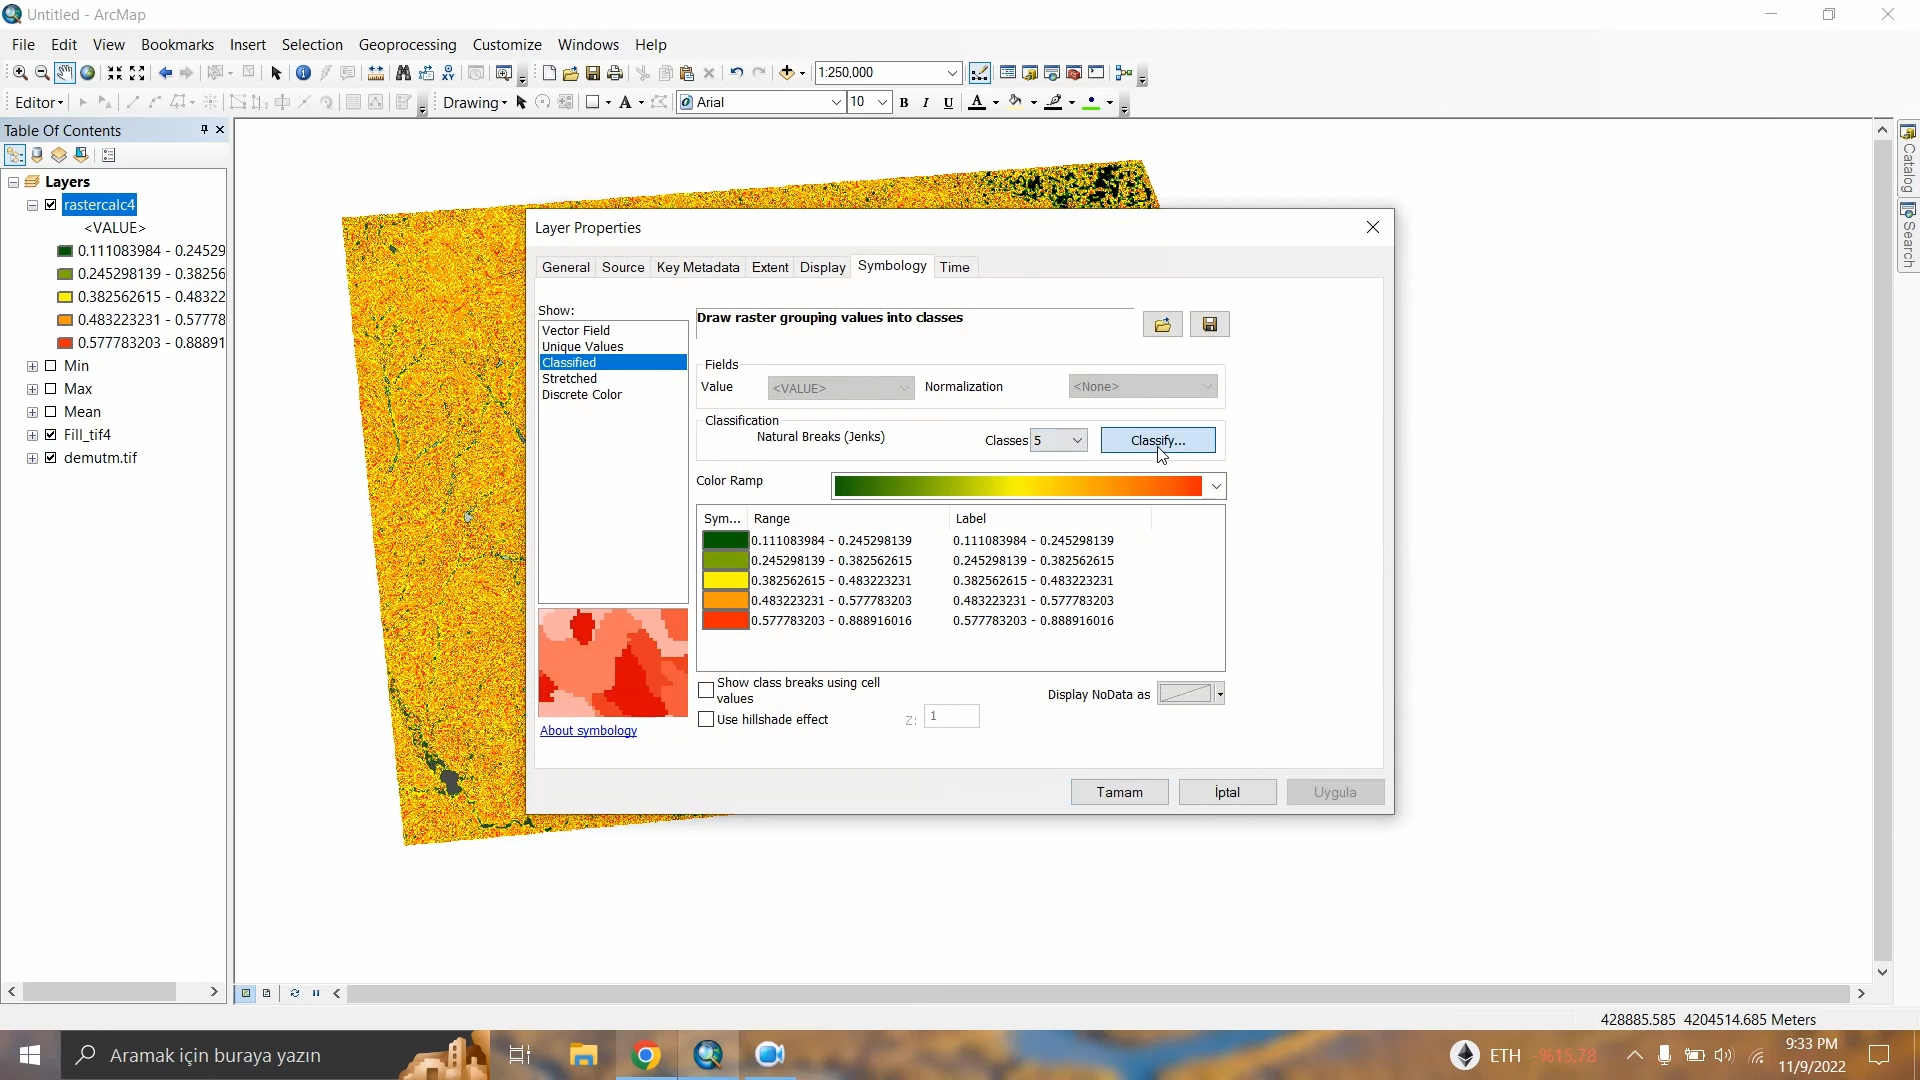 Untitled - ArcMap
File Edit View Bookmarks Insert Selection Geoprocessing Customize Windows Help
1:250,000
Editor Drawing Arial 10 B I U A
Table Of Contents
Layers
rastercalc4
<VALUE>
0.111083984 - 0.24529
0.245298139 - 0.38256
0.382562615 - 0.48322
0.483223231 - 0.57778
0.577783203 - 0.88891
Min
Max
Mean
Fill_tif4
demutm.tif
Layer Properties
General Source Key Metadata Extent Display Symbology Time
Show:
Vector Field
Unique Values
Classified
Stretched
Discrete Color
About symbology
Draw raster grouping values into classes
Fields
Value <VALUE> Normalization <None>
Classification
Natural Breaks (Jenks) Classes 5 Classify...
Color Ramp
Sym... Range Label
0.111083984 - 0.245298139 0.111083984 - 0.245298139
0.245298139 - 0.382562615 0.245298139 - 0.382562615
0.382562615 - 0.483223231 0.382562615 - 0.483223231
0.483223231 - 0.577783203 0.483223231 - 0.577783203
0.577783203 - 0.888916016 0.577783203 - 0.888916016
Show class breaks using cell
values
Display NoData as
Use hillshade effect Z: 1
Tamam İptal Uygula
Catalog
Search
428885.585 4204514.685 Meters
Aramak için buraya yazın
ETH -%15,78
9:33 PM
11/9/2022